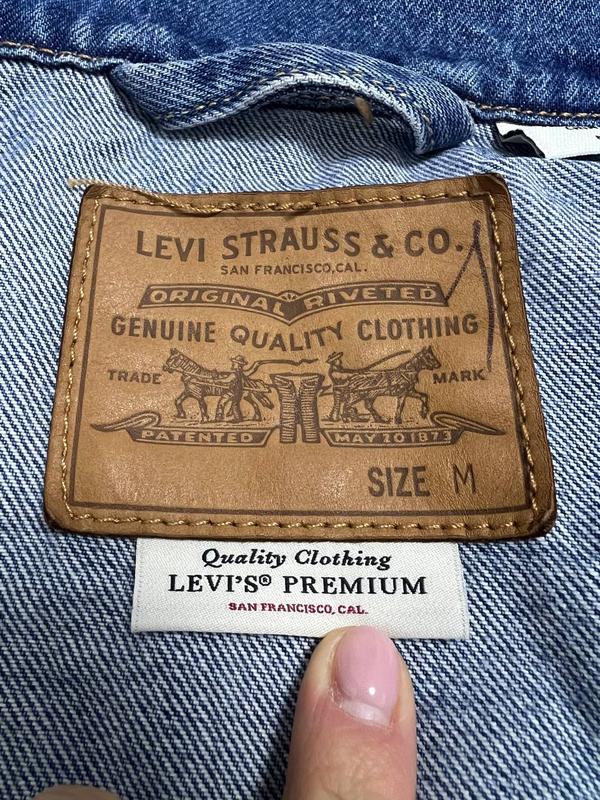 LEVI STRAUSS & CO.
SAN FRANCISCO, CAL.
ORIGINAL RIVETED
GENUINE QUALITY CLOTHING
TRADE MARK
PATENTED MAY 20 1873
SIZE M
Quality Clothing
LEVI'S® PREMIUM
SAN FRANCISCO, CAL.